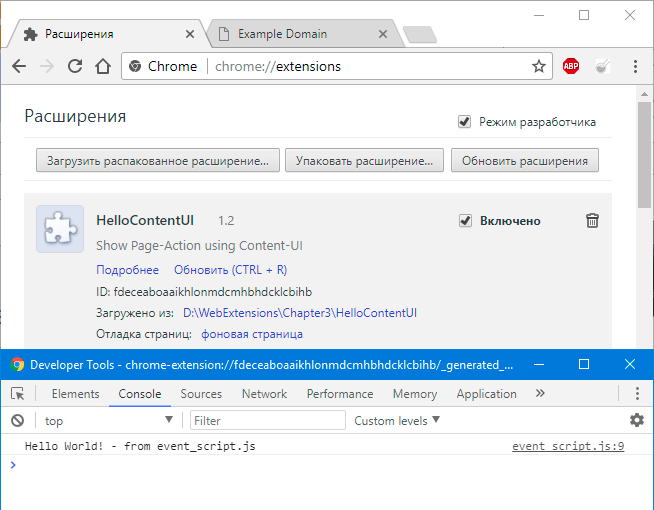 Расширения
Example Domain
Chrome
chrome://extensions
ABP
Расширения
Режим разработчика
Загрузить распакованное расширение...
Упаковать расширение...
Обновить расширения
HelloContentUI 1.2
Включено
Show Page-Action using Content-UI
Подробнее Обновить (CTRL + R)
ID: fdeceaboaaikhlonmdcmhbhdcklcbihb
Загружено из: D:\WebExtensions\Chapter3\HelloContentUI
Отладка страниц: фоновая страница
Developer Tools - chrome-extension://fdeceaboaaikhlonmdcmhbhdcklcbihb/_generated_...
Elements Console Sources Network Performance Memory Application »
top Filter Custom levels
Hello World! - from event_script.js event_script.js:9